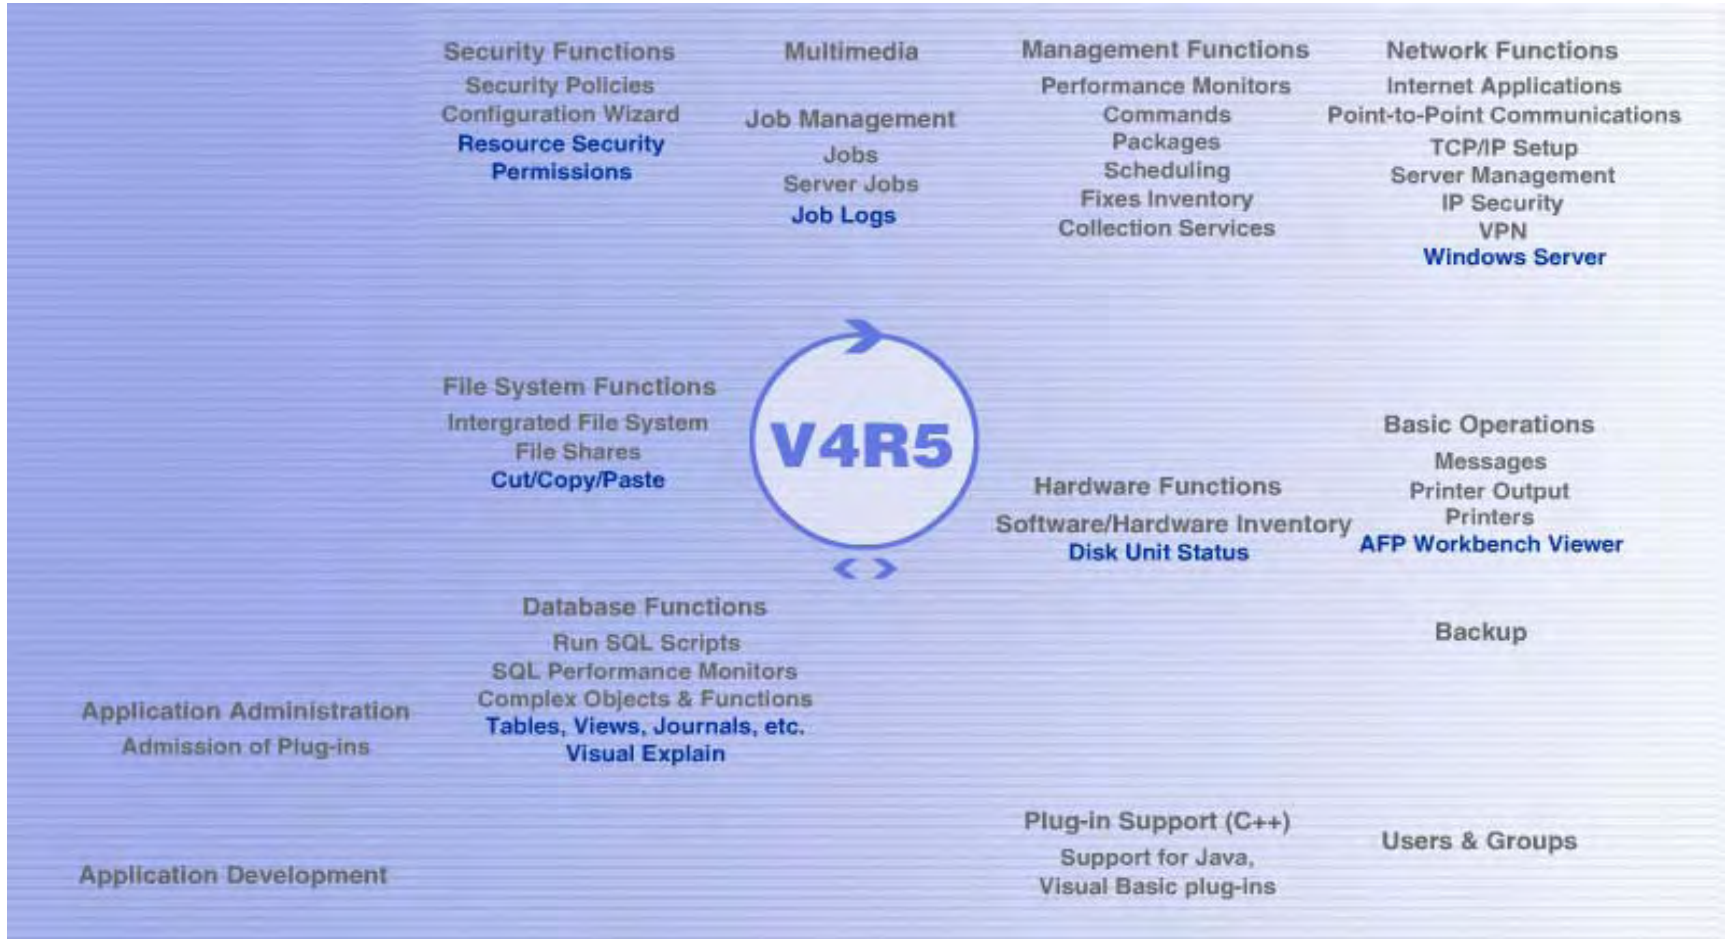 Security Functions
Security Policies
Configuration Wizard
Resource Security
Permissions
Multimedia
Job Management
Jobs
Server Jobs
Job Logs
Management Functions
Performance Monitors
Commands
Packages
Scheduling
Fixes Inventory
Collection Services
Network Functions
Internet Applications
Point-to-Point Communications
TCP/IP Setup
Server Management
IP Security
VPN
Windows Server
File System Functions
Intergrated File System
File Shares
Cut/Copy/Paste
V4R5
Hardware Functions
Software/Hardware Inventory
Disk Unit Status
Basic Operations
Messages
Printer Output
Printers
AFP Workbench Viewer
Database Functions
Run SQL Scripts
SQL Performance Monitors
Complex Objects & Functions
Tables, Views, Journals, etc.
Visual Explain
Backup
Application Administration
Admission of Plug-ins
Application Development
Plug-in Support (C++)
Support for Java,
Visual Basic plug-ins
Users & Groups